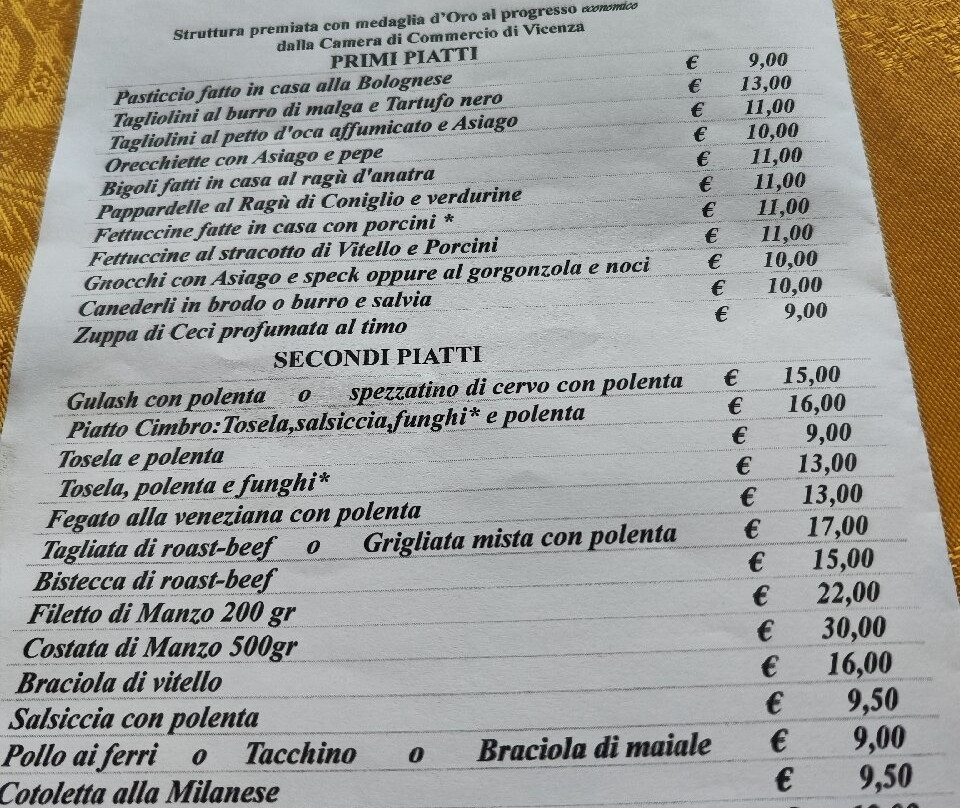 Struttura premiata con medaglia d'Oro al progresso economico
dalla Camera di Commercio di Vicenza
PRIMI PIATTI
Pasticcio fatto in casa alla Bolognese € 9,00
Tagliolini al burro di malga e Tartufo nero € 13,00
Tagliolini al petto d'oca affumicato e Asiago € 11,00
Orecchiette con Asiago e pepe € 10,00
Bigoli fatti in casa al ragù d'anatra € 11,00
Pappardelle al Ragù di Coniglio e verdurine € 11,00
Fettuccine fatte in casa con porcini * € 11,00
Fettuccine al stracotto di Vitello e Porcini € 11,00
Gnocchi con Asiago e speck oppure al gorgonzola e noci € 10,00
Canederli in brodo o burro e salvia € 10,00
Zuppa di Ceci profumata al timo € 9,00
SECONDI PIATTI
Gulash con polenta o spezzatino di cervo con polenta € 15,00
Piatto Cimbro:Tosela,salsiccia,funghi* e polenta € 16,00
Tosela e polenta € 9,00
Tosela, polenta e funghi* € 13,00
Fegato alla veneziana con polenta € 13,00
Tagliata di roast-beef o Grigliata mista con polenta € 17,00
Bistecca di roast-beef € 15,00
Filetto di Manzo 200 gr € 22,00
Costata di Manzo 500gr € 30,00
Braciola di vitello € 16,00
Salsiccia con polenta € 9,50
Pollo ai ferri o Tacchino o Braciola di maiale € 9,00
Cotoletta alla Milanese € 9,50